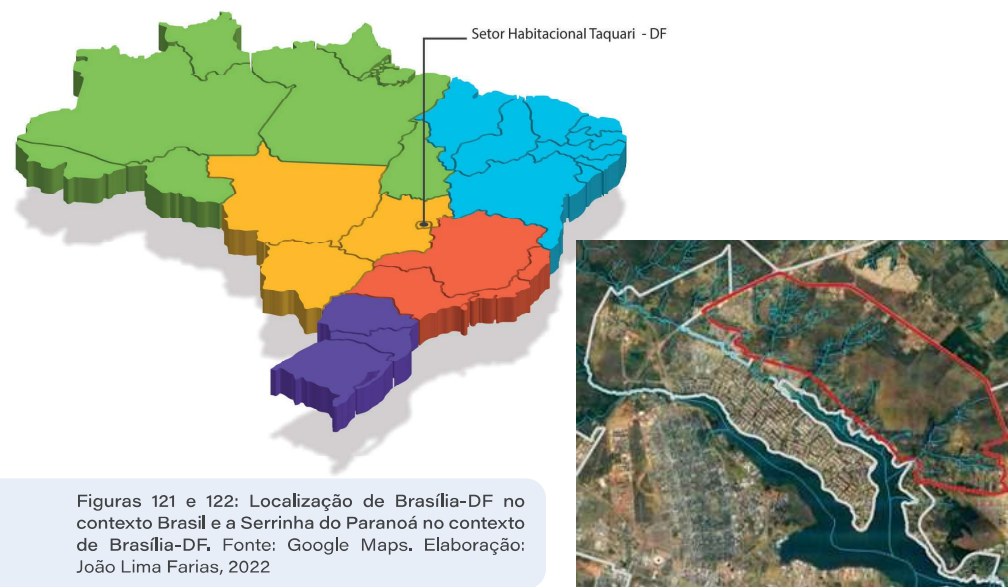 Setor Habitacional Taquari - DF
Figuras 121 e 122: Localização de Brasília-DF no
contexto Brasil e a Serrinha do Paranoá no contexto
de Brasília-DF. Fonte: Google Maps. Elaboração:
João Lima Farias, 2022